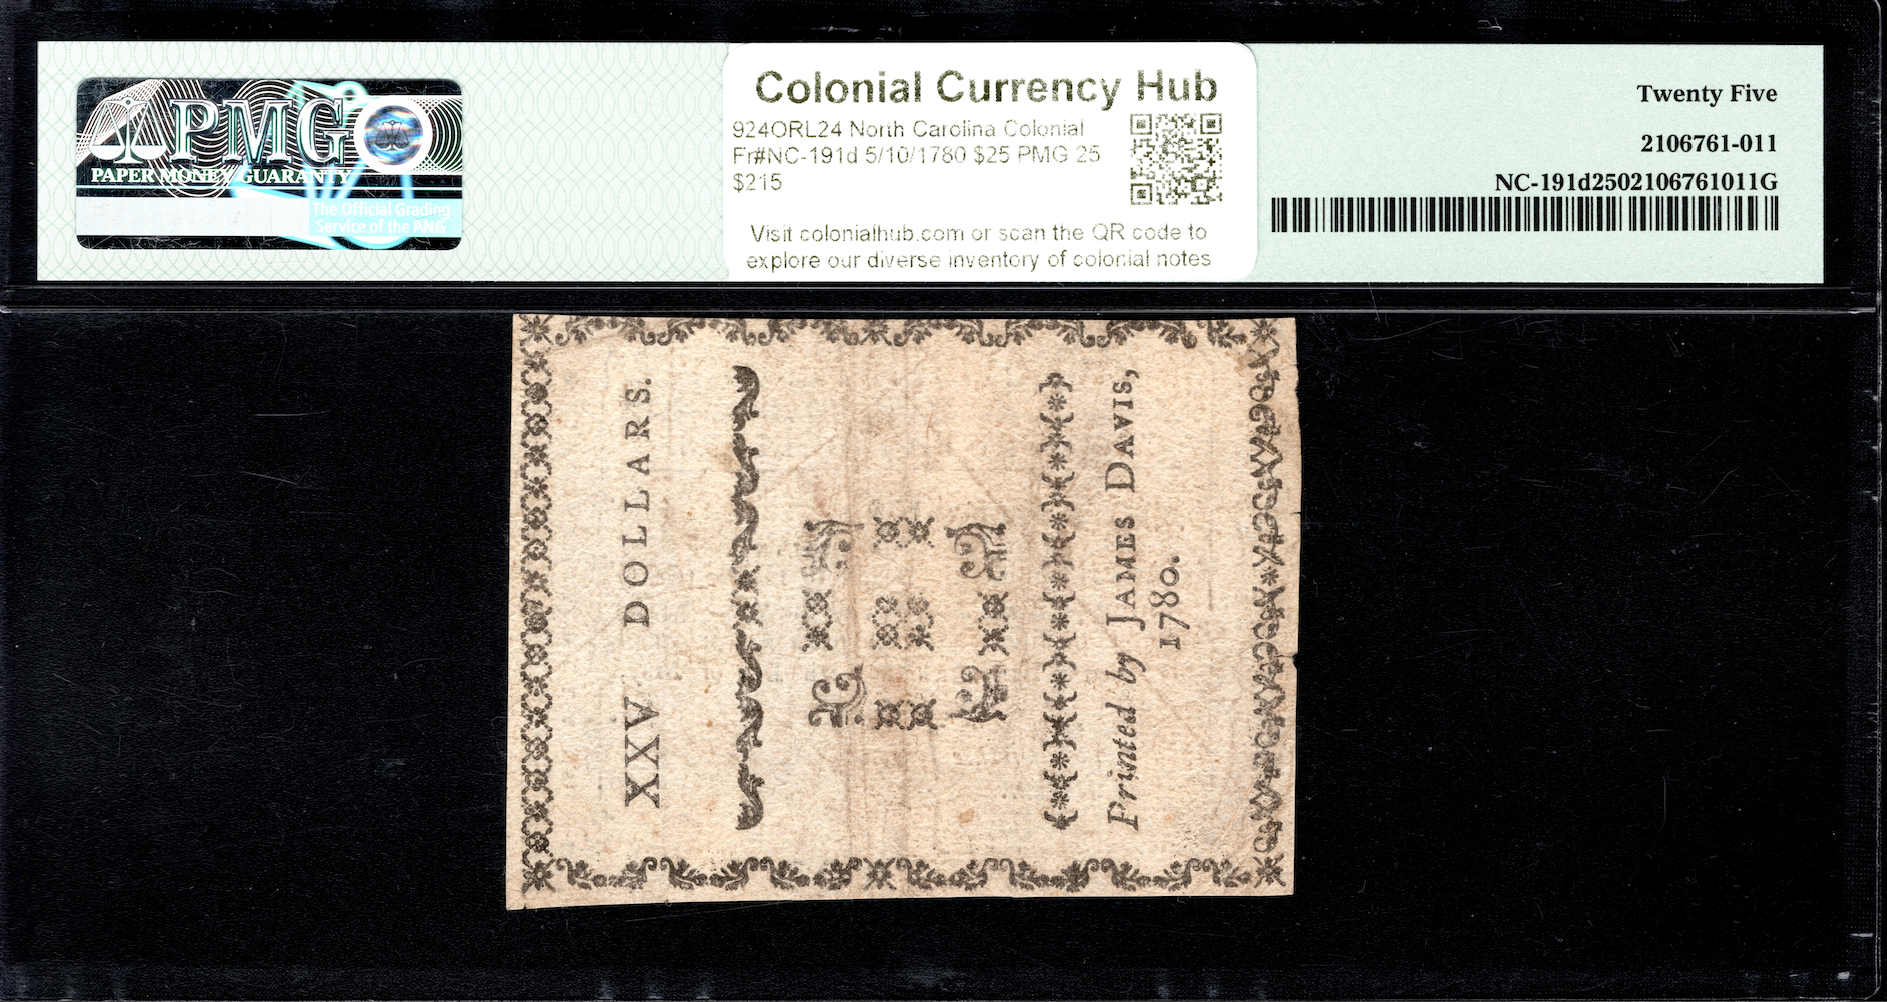 PMG
PAPER MONEY GUARANTY
The Official Grading
Service of the ANG
Colonial Currency Hub
924ORL24 North Carolina Colonial
Fr#NC-191d 5/10/1780 $25 PMG 25
$215
Visit colonialhub.com or scan the QR code to
explore our diverse inventory of colonial notes
Twenty Five
2106761-011
NC-191d2502106761011G
XXV DOLLARS.
Printed by JAMES DAVIS,
1780.